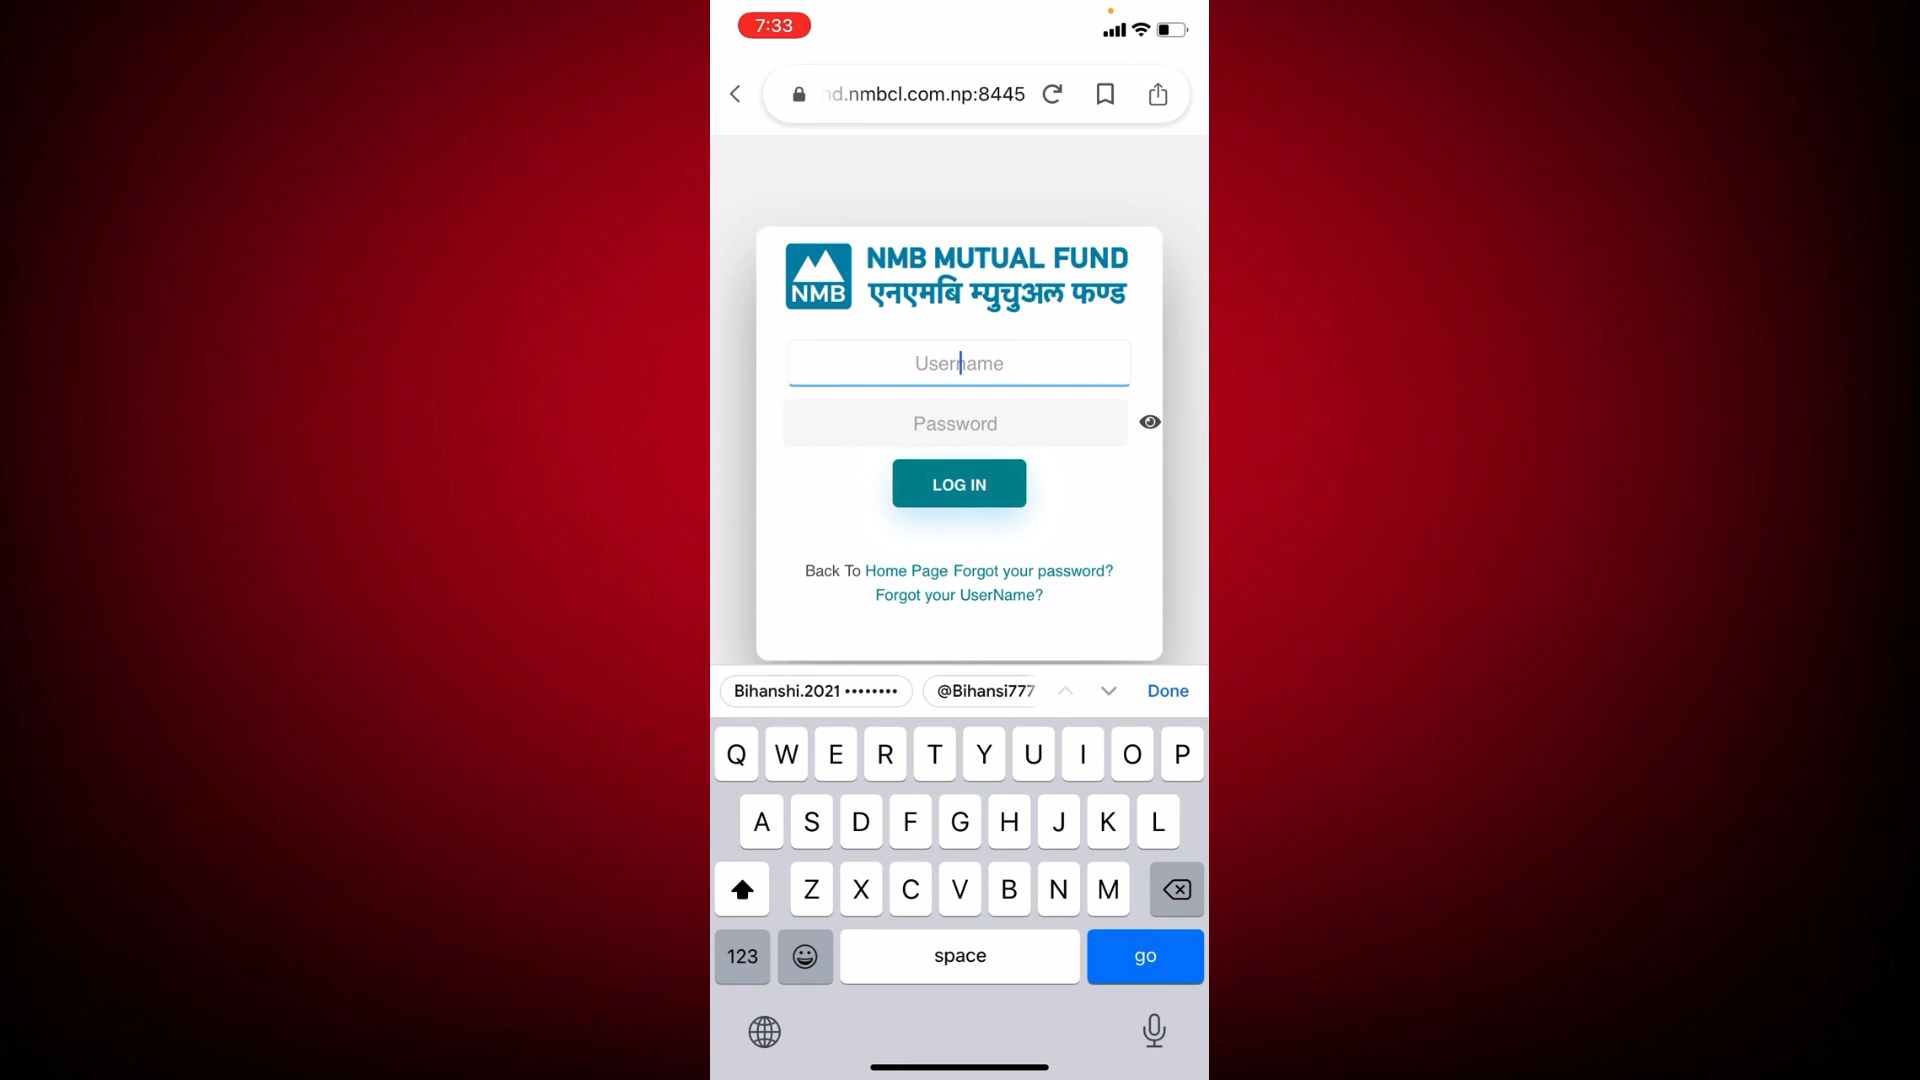 7:33
nd.nmbcl.com.np:8445
NMB
NMB MUTUAL FUND
एनएमबि म्युचुअल फण्ड
Username
Password
LOG IN
Back To Home Page Forgot your password?
Forgot your UserName?
Bihanshi.2021 •••••••• @Bihansi777 Done
Q W E R T Y U I O P
A S D F G H J K L
Z X C V B N M
123 space go